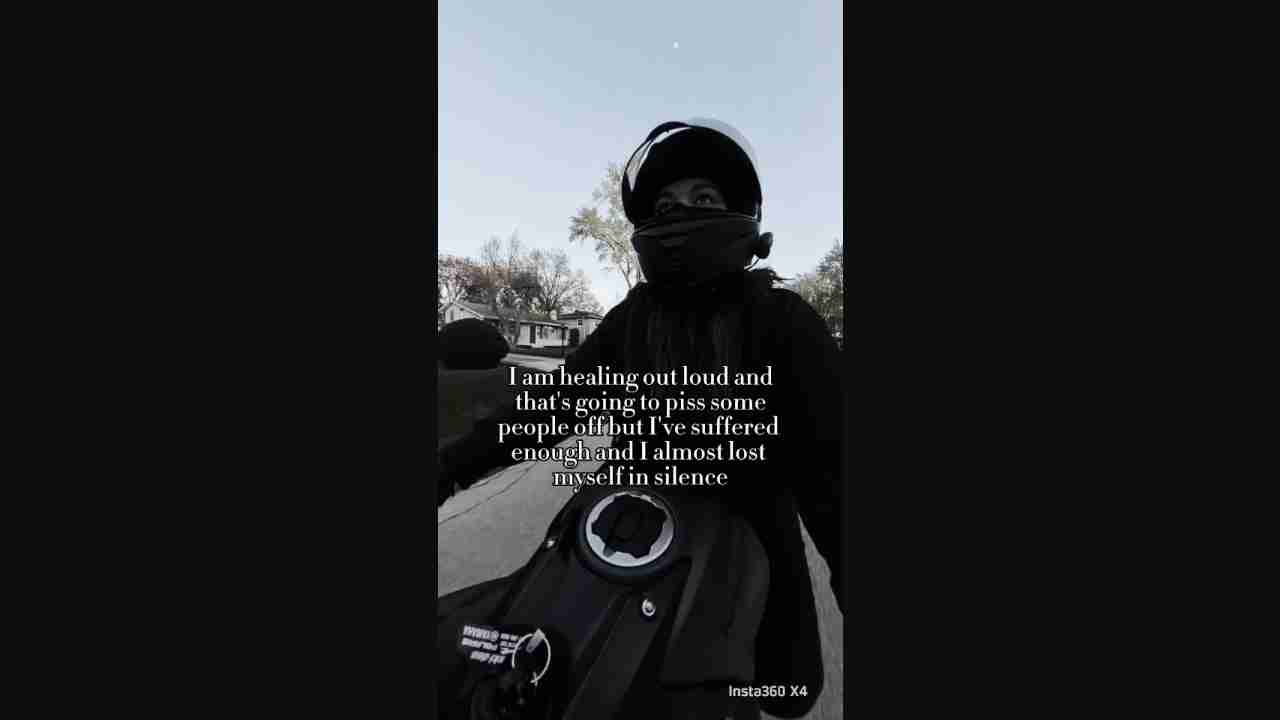 I am healing out loud and
that's going to piss some
people off but I've suffered
enough and I almost lost
myself in silence
Insta360 X4